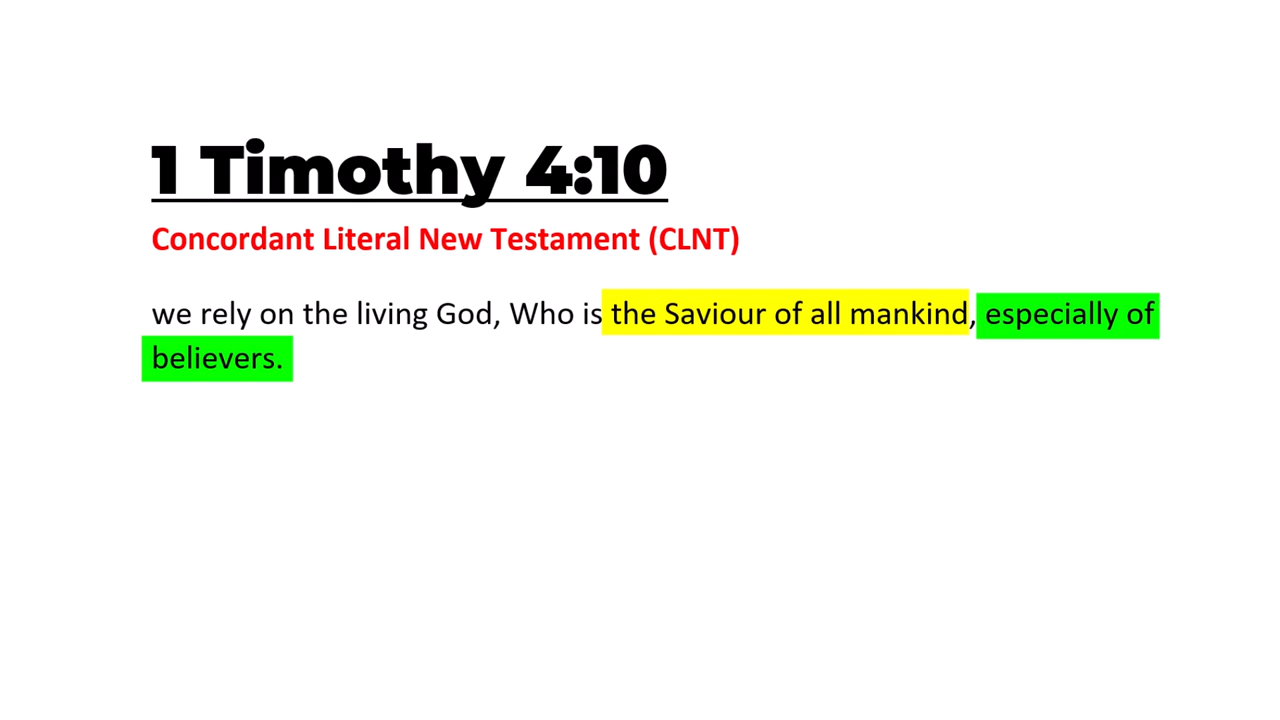 1 Timothy 4:10
Concordant Literal New Testament (CLNT)
we rely on the living God, Who is the Saviour of all mankind, especially of
believers.